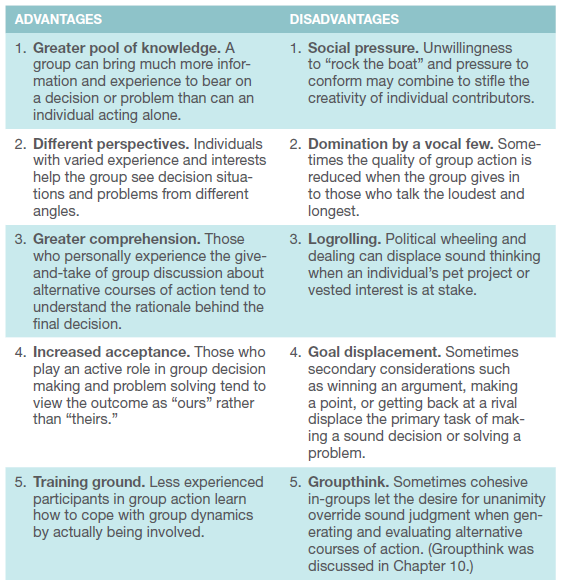 ADVANTAGES
1. Greater pool of knowledge. A
group can bring much more infor-
mation and experience to bear on
a decision or problem than can an
individual acting alone.
2. Different perspectives. Individuals
with varied experience and interests
help the group see decision situa-
tions and problems from different
angles.
3. Greater comprehension. Those
who personally experience the give-
and-take of group discussion about
alternative courses of action tend to
understand the rationale behind the
final decision.
4. Increased acceptance. Those who
play an active role in group decision
making and problem solving tend to
view the outcome as “ours” rather
than “theirs.”
5. Training ground. Less experienced
participants in group action learn
how to cope with group dynamics
by actually being involved.
DISADVANTAGES
1. Social pressure. Unwillingness
to “rock the boat” and pressure to
conform may combine to stifle the
creativity of individual contributors.
2. Domination by a vocal few. Some-
times the quality of group action is
reduced when the group gives in
to those who talk the loudest and
longest.
3. Logrolling. Political wheeling and
dealing can displace sound thinking
when an individual’s pet project or
vested interest is at stake.
4. Goal displacement. Sometimes
secondary considerations such
as winning an argument, making
a point, or getting back at a rival
displace the primary task of mak-
ing a sound decision or solving a
problem.
5. Groupthink. Sometimes cohesive
in-groups let the desire for unanimity
override sound judgment when gen-
erating and evaluating alternative
courses of action. (Groupthink was
discussed in Chapter 10.)